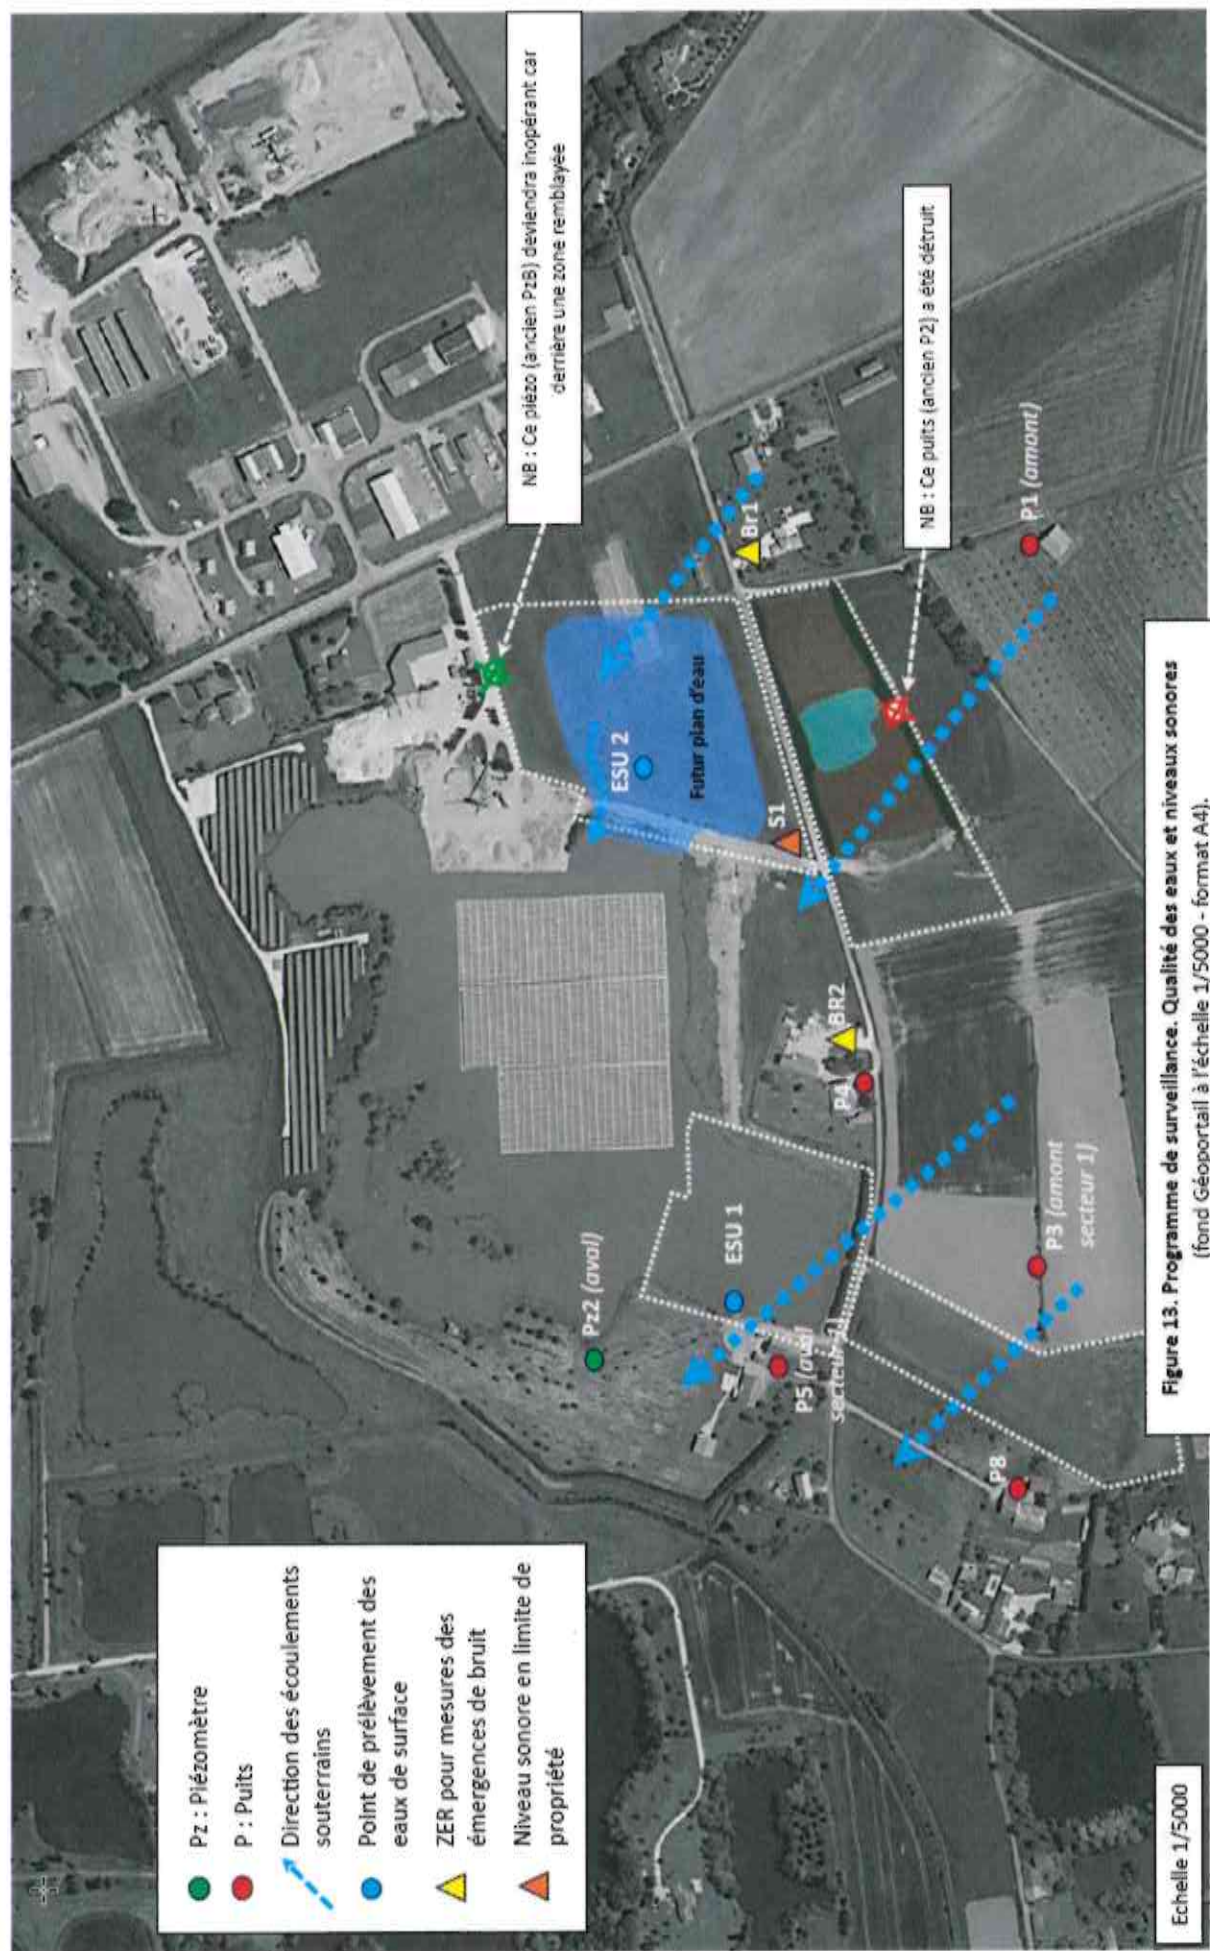 Pz : Piézomètre
P : Puits
Direction des écoulements
souterrains
Point de prélèvement des
eaux de surface
ZER pour mesures des
émergences de bruit
Niveau sonore en limite de
propriété
NB : Ce piézo (ancien PzB) deviendra inopérant car
derrière une zone remblayée
NB : Ce puits (ancien P2) a été détruit
Pz2 (aval)
ESU 1
ESU 2
Futur plan d'eau
S1
Br1
BR2
P4
P5 (aval
secteur 1)
P3 (amont
secteur 1)
P8
P1 (amont)
Echelle 1/5000
Figure 13. Programme de surveillance. Qualité des eaux et niveaux sonores
(fond Géoportail à l'échelle 1/5000 - format A4).